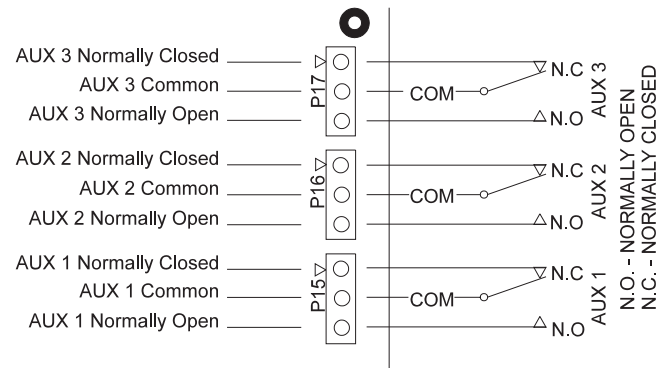 AUX 3 Normally Closed
AUX 3 Common
AUX 3 Normally Open
P17
COM
N.C
N.O
AUX 3
AUX 2 Normally Closed
AUX 2 Common
AUX 2 Normally Open
P16
COM
N.C
N.O
AUX 2
AUX 1 Normally Closed
AUX 1 Common
AUX 1 Normally Open
P15
COM
N.C
N.O
AUX 1
N.O. - NORMALLY OPEN
N.C. - NORMALLY CLOSED